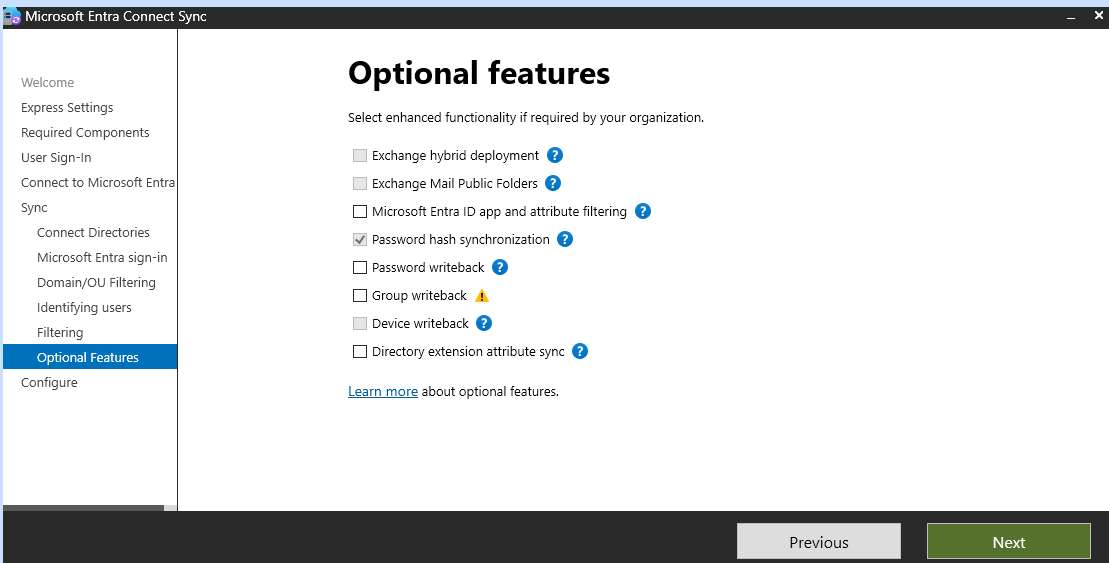 Microsoft Entra Connect Sync
Welcome
Express Settings
Required Components
User Sign-In
Connect to Microsoft Entra
Sync
Connect Directories
Microsoft Entra sign-in
Domain/OU Filtering
Identifying users
Filtering
Optional Features
Configure
Optional features
Select enhanced functionality if required by your organization.
Exchange hybrid deployment ?
Exchange Mail Public Folders ?
Microsoft Entra ID app and attribute filtering ?
Password hash synchronization ?
Password writeback ?
Group writeback
Device writeback ?
Directory extension attribute sync ?
Learn more about optional features.
Previous
Next